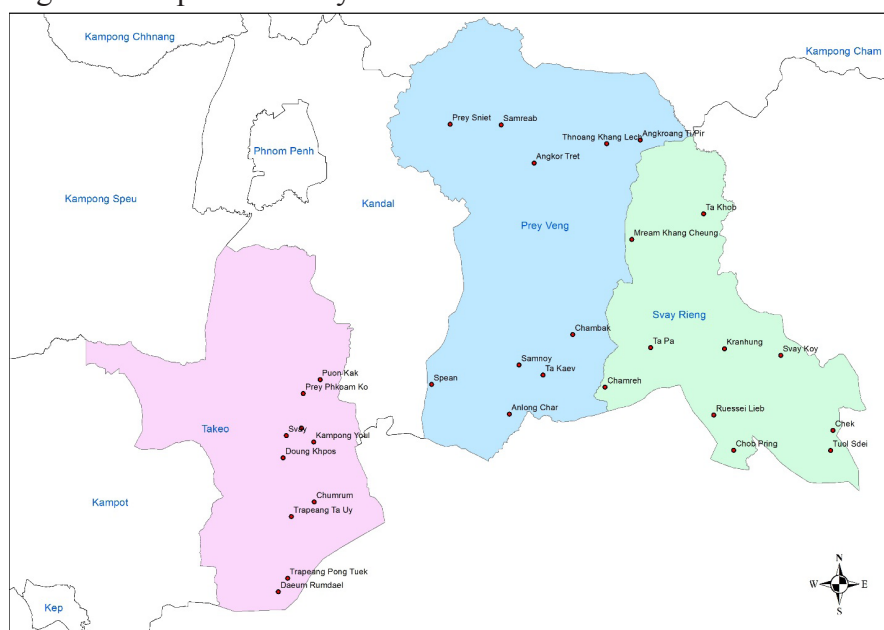 Kampong Chhnang
Kampong Cham
Prey Sniet
Samreab
Thnoang Khang Lech
Angkroang Ti Pir
Phnom Penh
Angkor Tret
Kampong Speu
Kandal
Ta Khob
Prey Veng
Mream Khang Cheung
Svay Rieng
Chambak
Ta Pa
Kranhung
Svay Koy
Samnoy
Ta Kaev
Puon Kak
Spean
Chamreh
Prey Phkoam Ko
Anlong Char
Ruessei Lieb
Takeo
Svay
Kampong Youl
Chek
Doung Khpos
Chob Pring
Tuol Sdei
Kampot
Chumrum
Trapeang Ta Uy
N
Trapeang Pong Tuek
W E
Daeum Rumdael
Kep
S